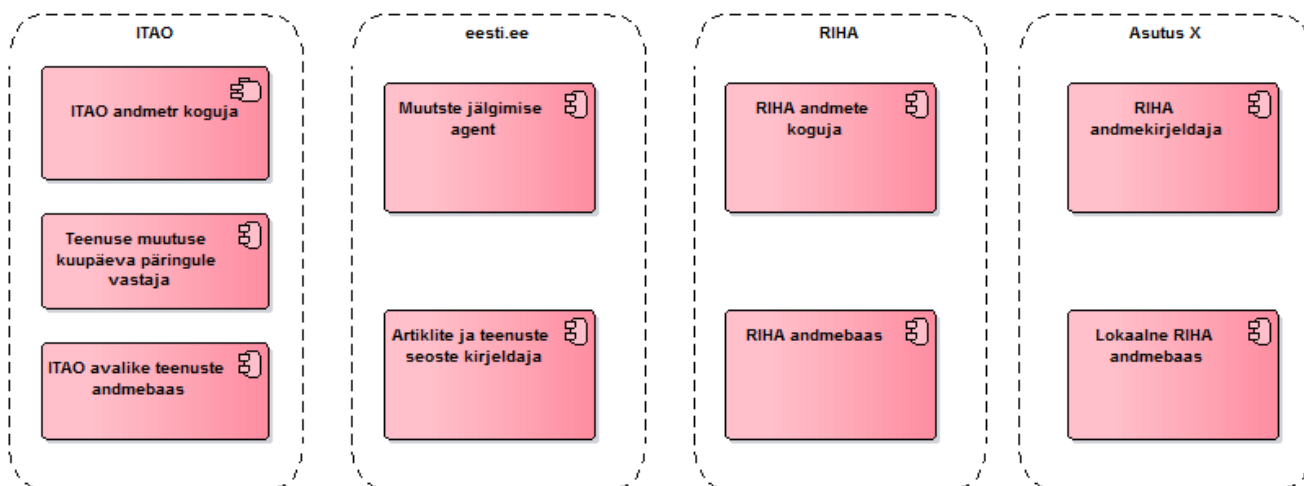 ITAO
ITAO andmetr koguja
Teenuse muutuse
kuupäeva päringule
vastaja
ITAO avalike teenuste
andmebaas
eesti.ee
Muutste jälgimise
agent
Artiklite ja teenuste
seoste kirjeldaja
RIHA
RIHA andmete
koguja
RIHA andmebaas
Asutus X
RIHA
andmekirjeldaja
Lokaalne RIHA
andmebaas